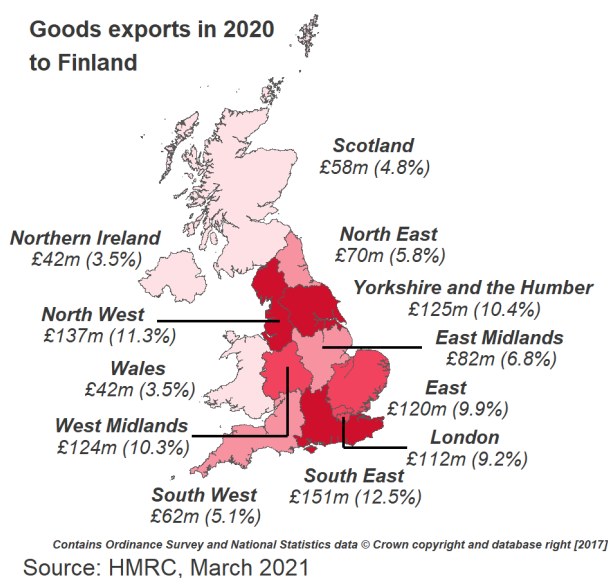 Goods exports in 2020
to Finland
Scotland
£58m (4.8%)
Northern Ireland
£42m (3.5%)
North East
£70m (5.8%)
Yorkshire and the Humber
£125m (10.4%)
North West
£137m (11.3%)
East Midlands
£82m (6.8%)
Wales
£42m (3.5%)
East
£120m (9.9%)
West Midlands
£124m (10.3%)
London
£112m (9.2%)
South East
£151m (12.5%)
South West
£62m (5.1%)
Contains Ordinance Survey and National Statistics data © Crown copyright and database right [2017]
Source: HMRC, March 2021